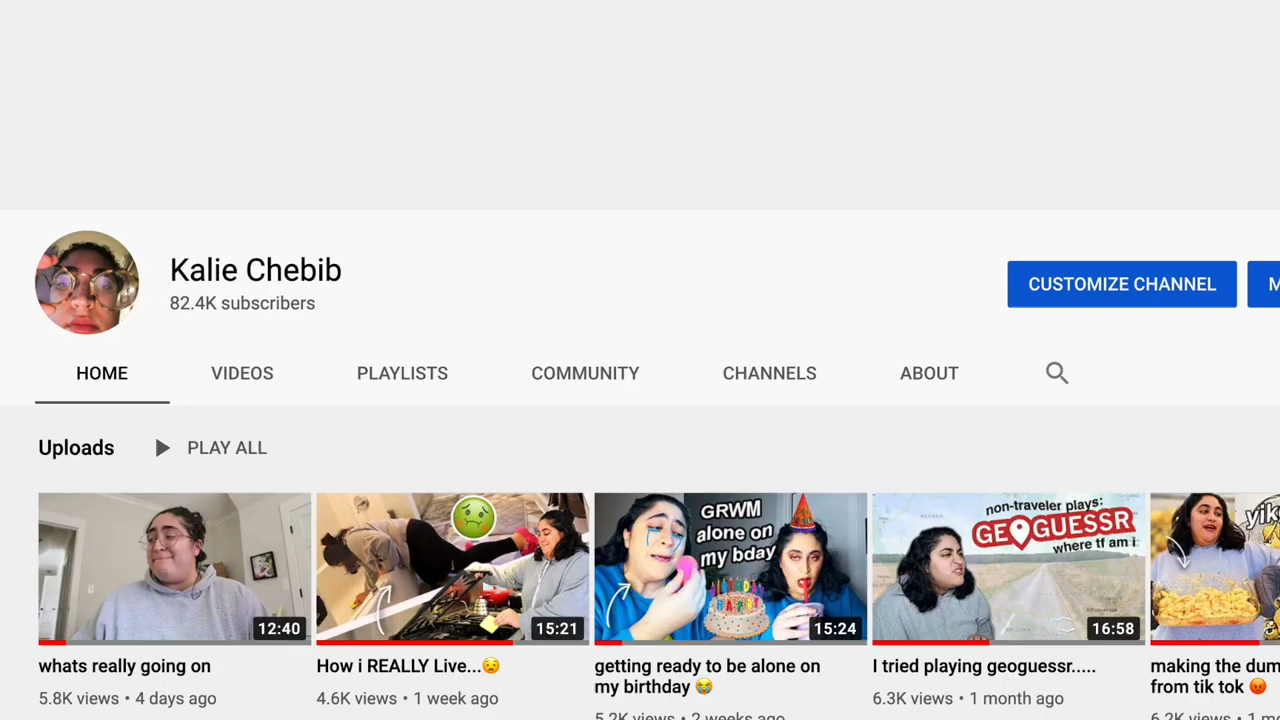 Kalie Chebib
82.4K subscribers
CUSTOMIZE CHANNEL
M
HOME
VIDEOS
PLAYLISTS
COMMUNITY
CHANNELS
ABOUT
Uploads
PLAY ALL
12:40
whats really going on
5.8K views • 4 days ago
15:21
How i REALLY Live...😟
4.6K views • 1 week ago
GRWM
alone on
my bday
15:24
getting ready to be alone on
my birthday 😭
5.2K views • 2 weeks ago
non-traveler plays:
GEOGUESSR
where tf am i
16:58
I tried playing geoguessr.....
6.3K views • 1 month ago
yik
making the dum
from tik tok 😡
6.2K views • 1 mo